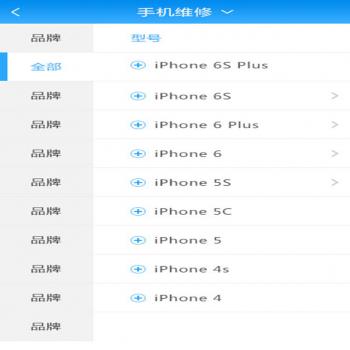 手机维修
品牌
型号
全部
iPhone 6S Plus
品牌
iPhone 6S
品牌
iPhone 6 Plus
品牌
iPhone 6
品牌
iPhone 5S
品牌
iPhone 5C
品牌
iPhone 5
品牌
iPhone 4s
品牌
iPhone 4
品牌